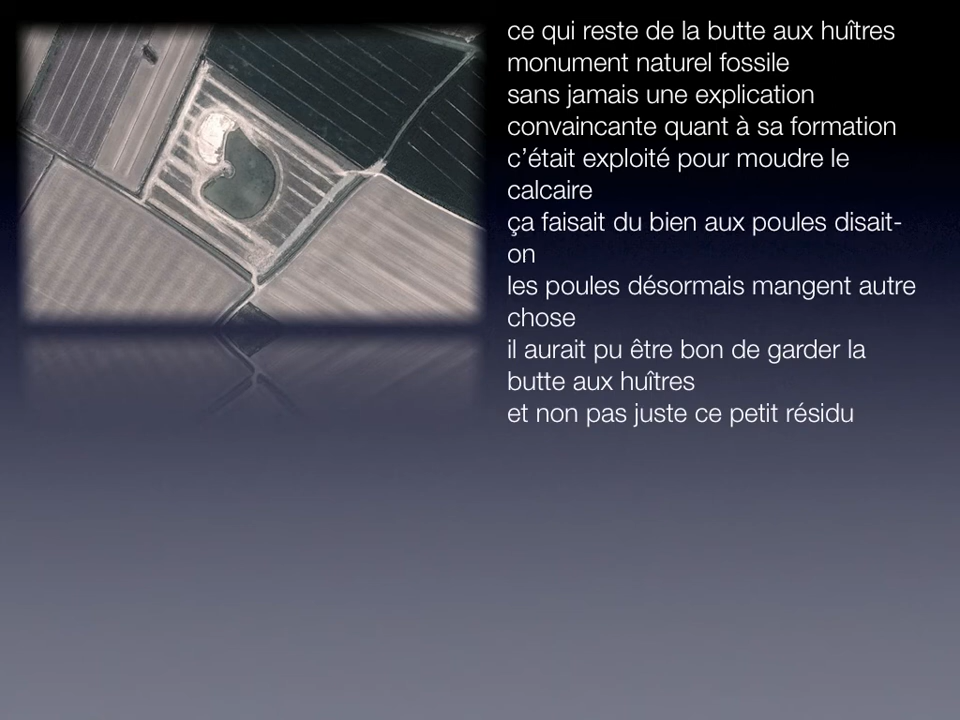 ce qui reste de la butte aux huîtres
monument naturel fossile
sans jamais une explication
convaincante quant à sa formation
c’était exploité pour moudre le
calcaire
ça faisait du bien aux poules disait-
on
les poules désormais mangent autre
chose
il aurait pu être bon de garder la
butte aux huîtres
et non pas juste ce petit résidu